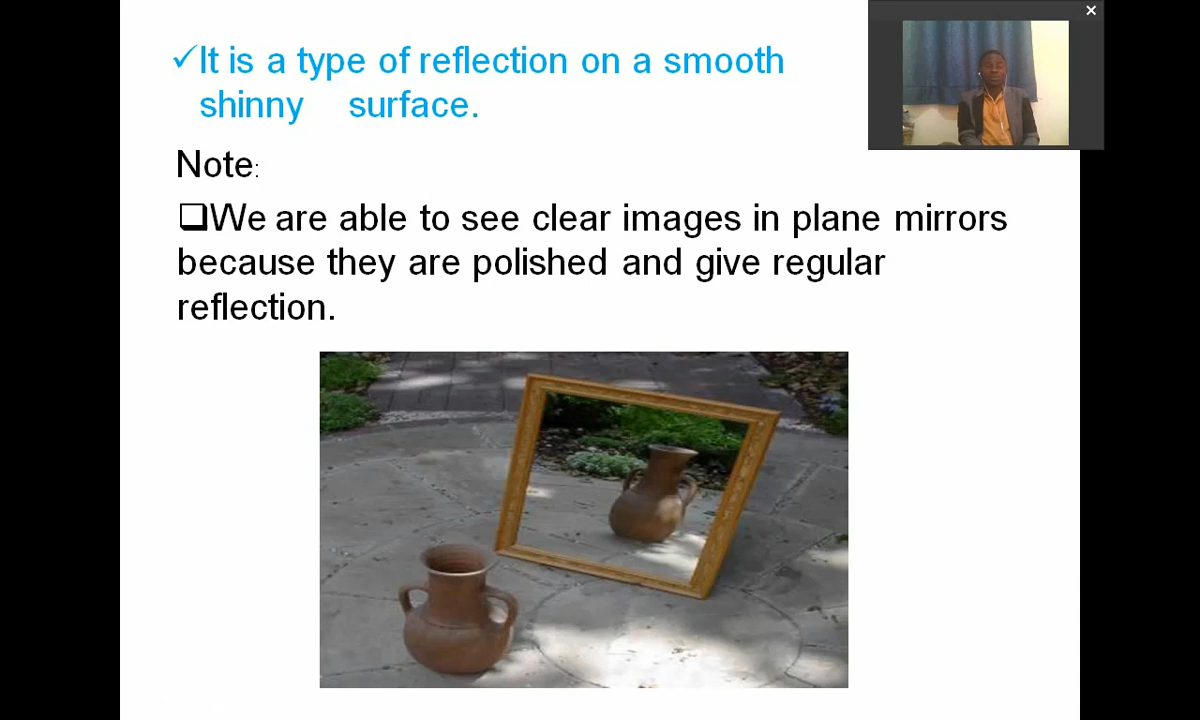 ✓It is a type of reflection on a smooth
shinny surface.
Note:
❑We are able to see clear images in plane mirrors
because they are polished and give regular
reflection.